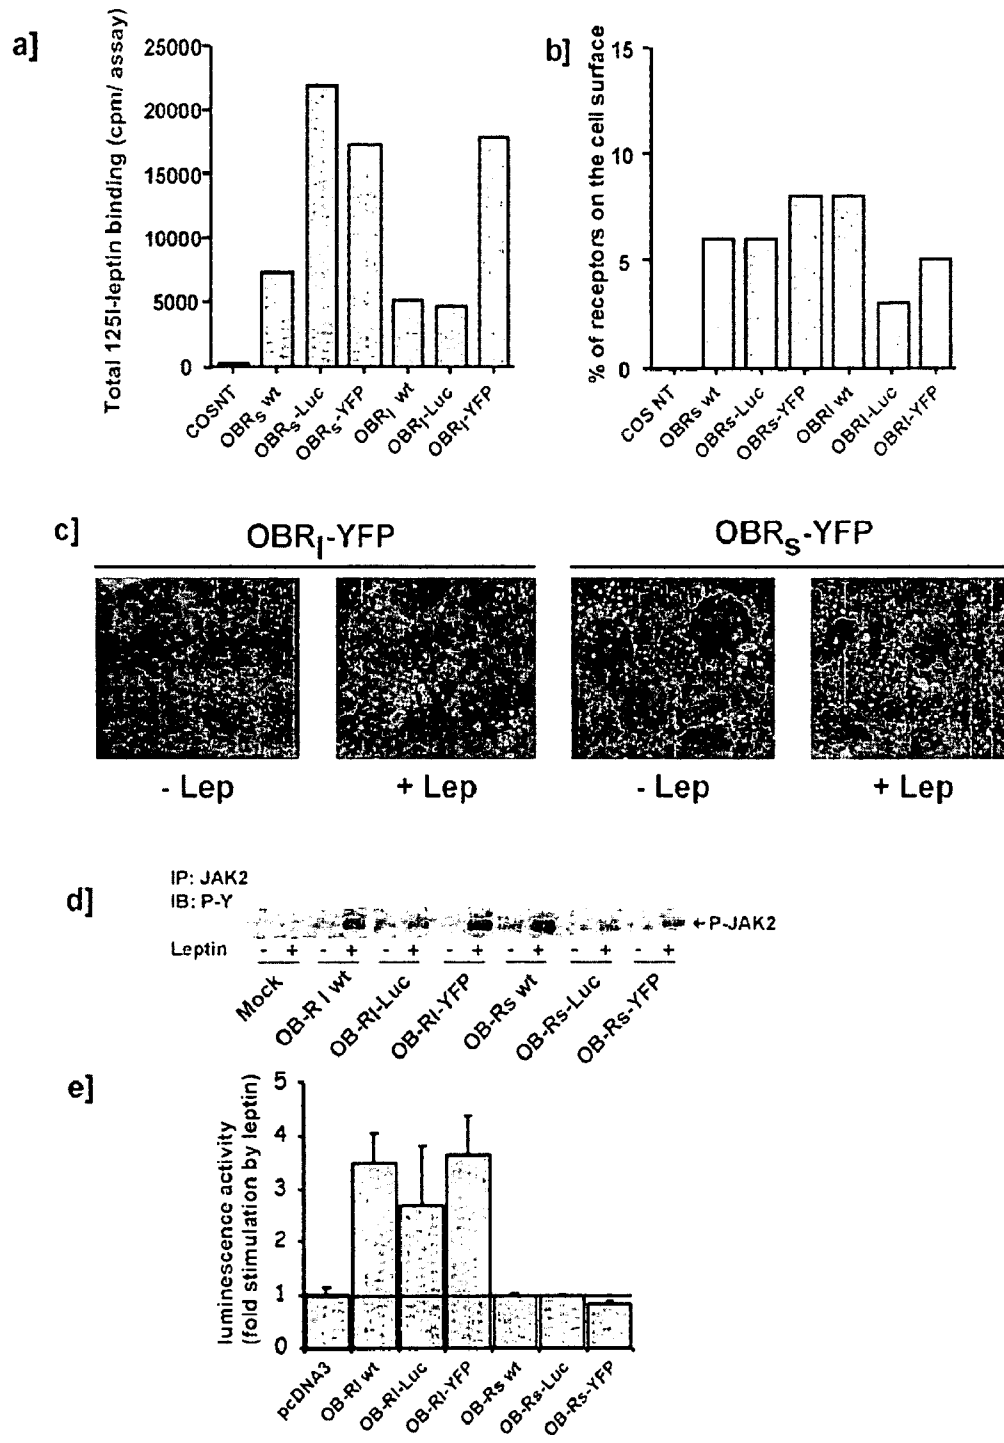 a]
Total 125I-leptin binding (cpm/ assay)
25000
20000
15000
10000
5000
0
COSNT
OBRs wt
OBRs-Luc
OBRs-YFP
OBRl wt
OBRl-Luc
OBRl-YFP
b]
% of receptors on the cell surface
15
10
5
0
COS NT
OBRs wt
OBRs-Luc
OBRs-YFP
OBRl wt
OBRl-Luc
OBRl-YFP
c]
OBRl-YFP
OBRs-YFP
- Lep
+ Lep
- Lep
+ Lep
d]
IP: JAK2
IB: P-Y
←P-JAK2
Leptin - + - + - + - + - + - + - +
Mock
OB-R l wt
OB-Rl-Luc
OB-Rl-YFP
OB-Rs wt
OB-Rs-Luc
OB-Rs-YFP
e]
luminescence activity
(fold stimulation by leptin)
5
4
3
2
1
0
pcDNA3
OB-Rl wt
OB-Rl-Luc
OB-Rl-YFP
OB-Rs wt
OB-Rs-Luc
OB-Rs-YFP